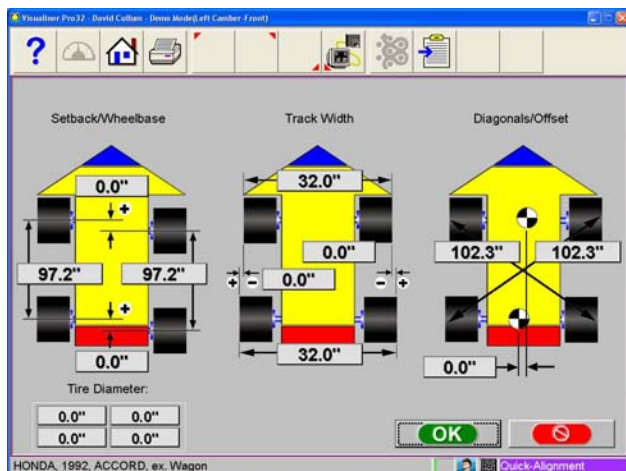 Visualiner Pro32 - David Cullum - Demo Mode(Left Camber-Front)
?
Setback/Wheelbase
Track Width
Diagonals/Offset
0.0"
32.0"
+
0.0"
97.2"
97.2"
102.3"
102.3"
+ - 0.0" - +
+
0.0"
32.0"
0.0"
Tire Diameter:
0.0" 0.0"
0.0" 0.0"
OK
HONDA, 1992, ACCORD, ex. Wagon
Quick-Alignment